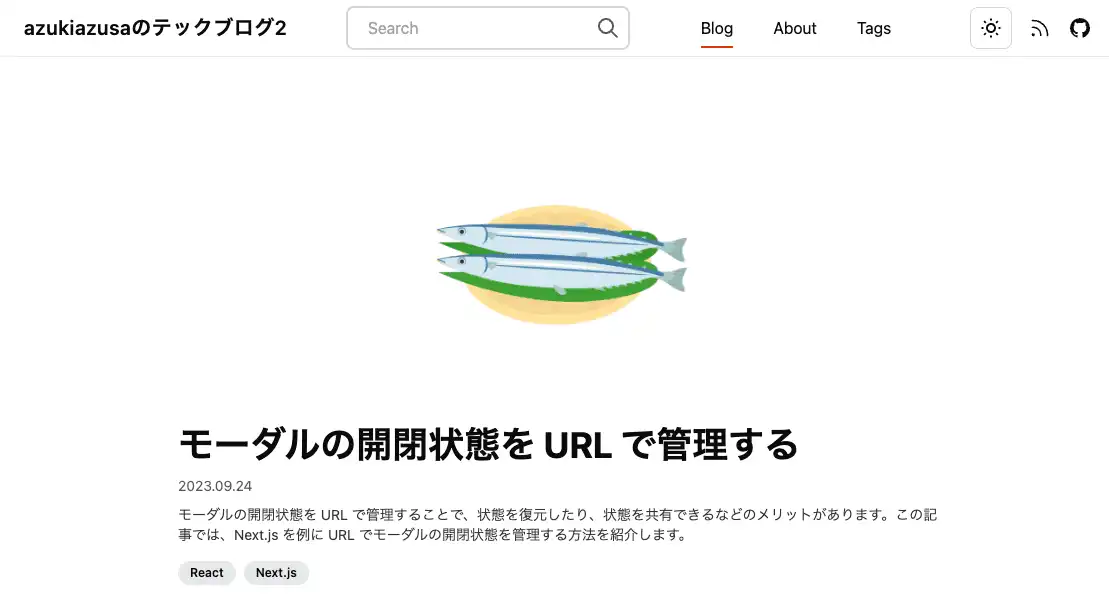 azukiazusaのテックブログ2
Search
Blog
About
Tags
モーダルの開閉状態を URL で管理する
2023.09.24
モーダルの開閉状態を URL で管理することで、状態を復元したり、状態を共有できるなどのメリットがあります。この記
事では、Next.js を例に URL でモーダルの開閉状態を管理する方法を紹介します。
React
Next.js